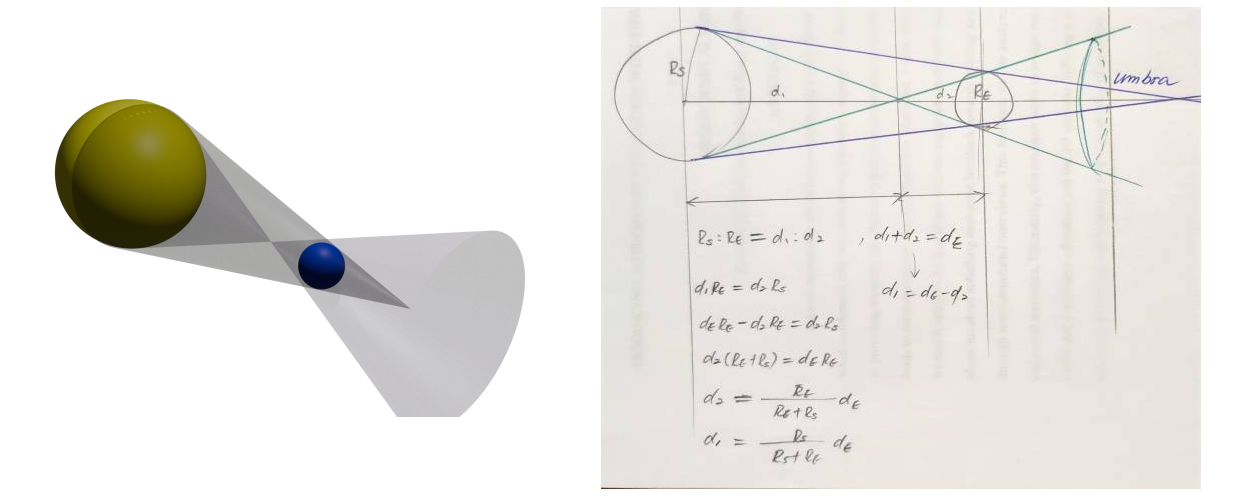 Rs
d₁
d₂
RE
umbra
Rs : RE = d₁ : d₂ , d₁+d₂ = dE
d₁RE = d₂Rs
d₁ = dE-d₂
dERE-d₂RE = d₂Rs
d₂(RE+Rs) = dERE
d₂ = RE/(RE+Rs) dE
d₁ = Rs/(Rs+RE) dE